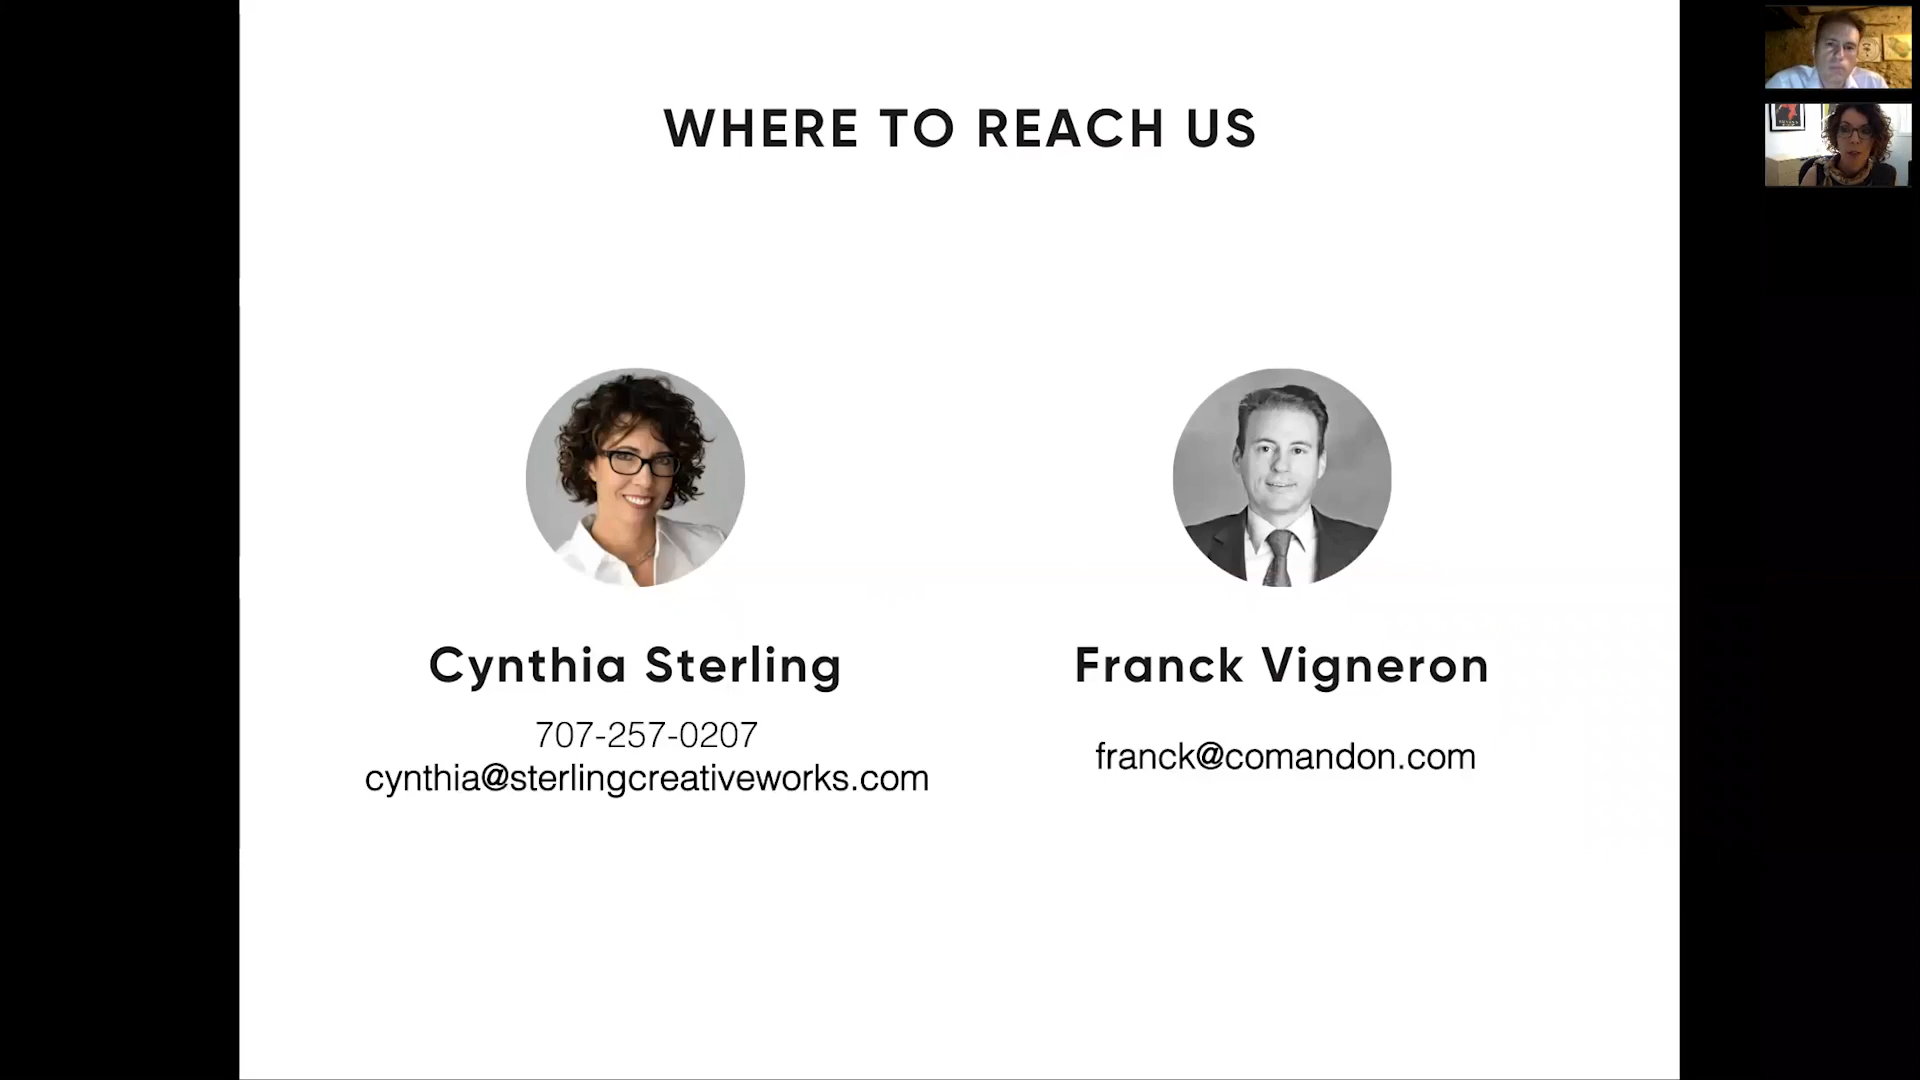 WHERE TO REACH US
Cynthia Sterling
707-257-0207
cynthia@sterlingcreativeworks.com
Franck Vigneron
franck@comandon.com